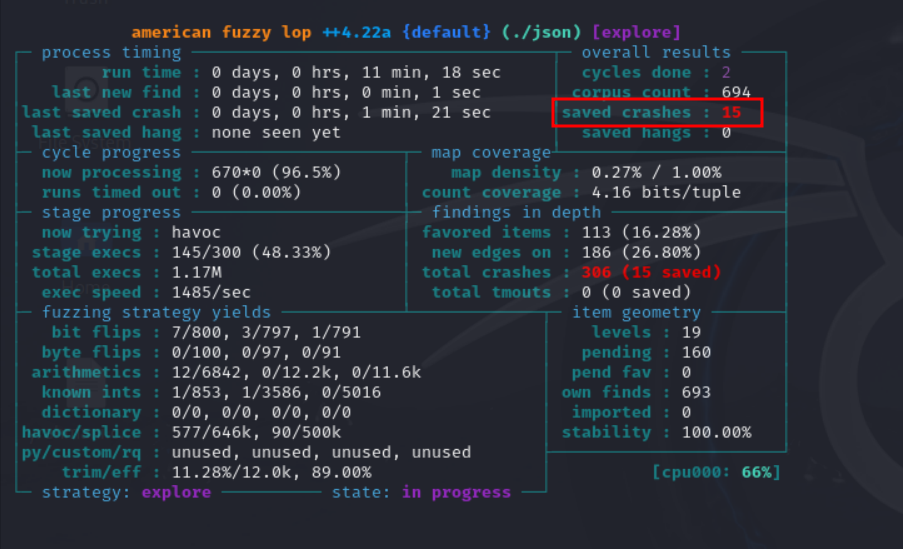 american fuzzy lop ++4.22a {default} (./json) [explore]
process timing
overall results
run time : 0 days, 0 hrs, 11 min, 18 sec
cycles done : 2
last new find : 0 days, 0 hrs, 0 min, 1 sec
corpus count : 694
last saved crash : 0 days, 0 hrs, 1 min, 21 sec
saved crashes : 15
last saved hang : none seen yet
saved hangs : 0
cycle progress
map coverage
now processing : 670*0 (96.5%)
map density : 0.27% / 1.00%
runs timed out : 0 (0.00%)
count coverage : 4.16 bits/tuple
stage progress
findings in depth
now trying : havoc
favored items : 113 (16.28%)
stage execs : 145/300 (48.33%)
new edges on : 186 (26.80%)
total execs : 1.17M
total crashes : 306 (15 saved)
exec speed : 1485/sec
total tmouts : 0 (0 saved)
fuzzing strategy yields
item geometry
bit flips : 7/800, 3/797, 1/791
levels : 19
byte flips : 0/100, 0/97, 0/91
pending : 160
arithmetics : 12/6842, 0/12.2k, 0/11.6k
pend fav : 0
known ints : 1/853, 1/3586, 0/5016
own finds : 693
dictionary : 0/0, 0/0, 0/0, 0/0
imported : 0
havoc/splice : 577/646k, 90/500k
stability : 100.00%
py/custom/rq : unused, unused, unused, unused
trim/eff : 11.28%/12.0k, 89.00%
[cpu000: 66%]
strategy: explore
state: in progress